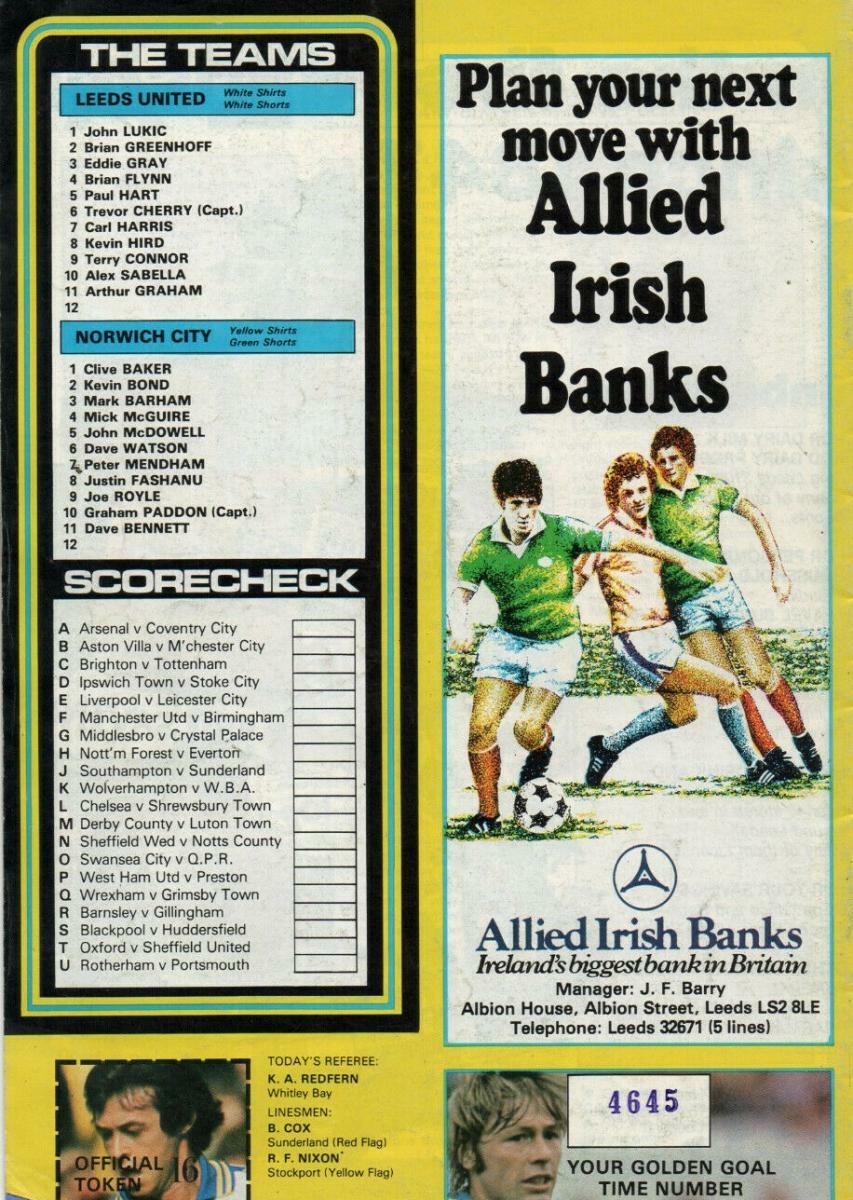 THE TEAMS
LEEDS UNITED White Shirts
White Shorts
1 John LUKIC
2 Brian GREENHOFF
3 Eddie GRAY
4 Brian FLYNN
5 Paul HART
6 Trevor CHERRY (Capt.)
7 Carl HARRIS
8 Kevin HIRD
9 Terry CONNOR
10 Alex SABELLA
11 Arthur GRAHAM
12
NORWICH CITY Yellow Shirts
Green Shorts
1 Clive BAKER
2 Kevin BOND
3 Mark BARHAM
4 Mick McGUIRE
5 John McDOWELL
6 Dave WATSON
7 Peter MENDHAM
8 Justin FASHANU
9 Joe ROYLE
10 Graham PADDON (Capt.)
11 Dave BENNETT
12
SCORECHECK
A Arsenal v Coventry City
B Aston Villa v M'chester City
C Brighton v Tottenham
D Ipswich Town v Stoke City
E Liverpool v Leicester City
F Manchester Utd v Birmingham
G Middlesbro v Crystal Palace
H Nott'm Forest v Everton
J Southampton v Sunderland
K Wolverhampton v W.B.A.
L Chelsea v Shrewsbury Town
M Derby County v Luton Town
N Sheffield Wed v Notts County
O Swansea City v Q.P.R.
P West Ham Utd v Preston
Q Wrexham v Grimsby Town
R Barnsley v Gillingham
S Blackpool v Huddersfield
T Oxford v Sheffield United
U Rotherham v Portsmouth
OFFICIAL
TOKEN 16
TODAY'S REFEREE:
K. A. REDFERN
Whitley Bay
LINESMEN:
B. COX
Sunderland (Red Flag)
R. F. NIXON
Stockport (Yellow Flag)
Plan your next
move with
Allied
Irish
Banks
Allied Irish Banks
Ireland's biggest bank in Britain
Manager: J. F. Barry
Albion House, Albion Street, Leeds LS2 8LE
Telephone: Leeds 32671 (5 lines)
4645
YOUR GOLDEN GOAL
TIME NUMBER